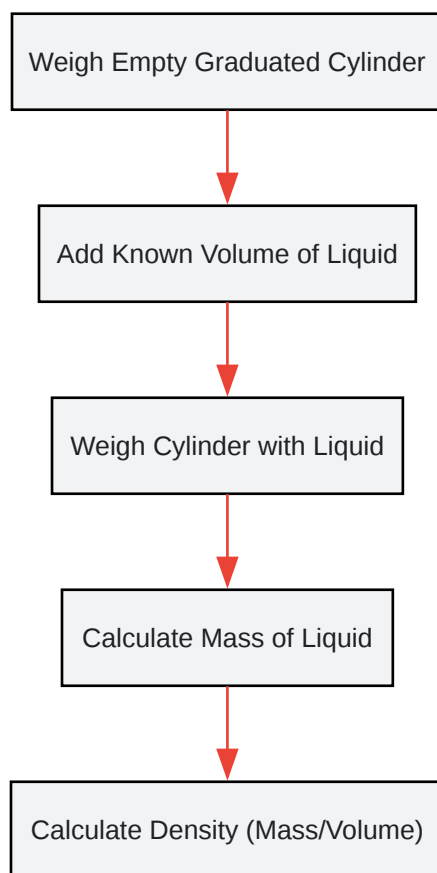 Weigh Empty Graduated Cylinder
Add Known Volume of Liquid
Weigh Cylinder with Liquid
Calculate Mass of Liquid
Calculate Density (Mass/Volume)